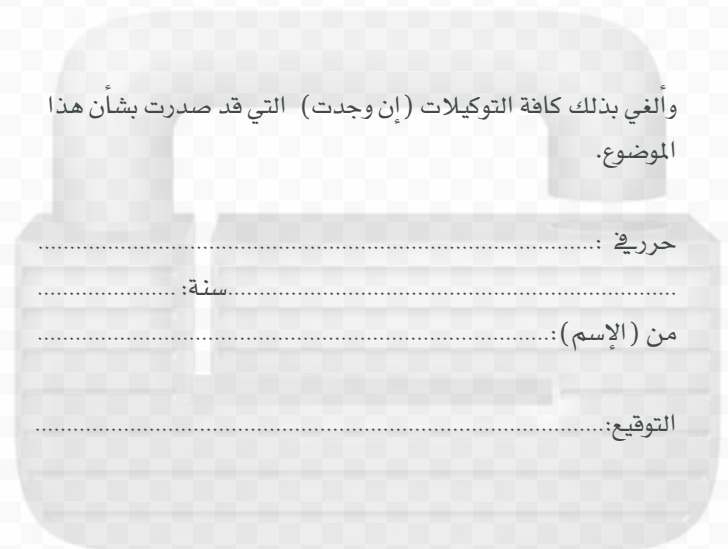 وألغي بذلك كافة التوكيلات (إن وجدت) التي قد صدرت بشأن هذا
الموضوع.
حرر في :..........................................................................
....................................................................................سنة: ....................
من (الإسم):....................................................................
التوقيع:...........................................................................